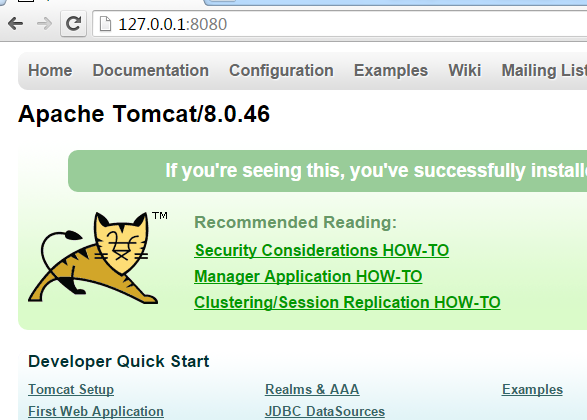 127.0.0.1:8080
Home Documentation Configuration Examples Wiki Mailing List
Apache Tomcat/8.0.46
If you're seeing this, you've successfully installe
TM
Recommended Reading:
Security Considerations HOW-TO
Manager Application HOW-TO
Clustering/Session Replication HOW-TO
Developer Quick Start
Tomcat Setup Realms & AAA Examples
First Web Application JDBC DataSources